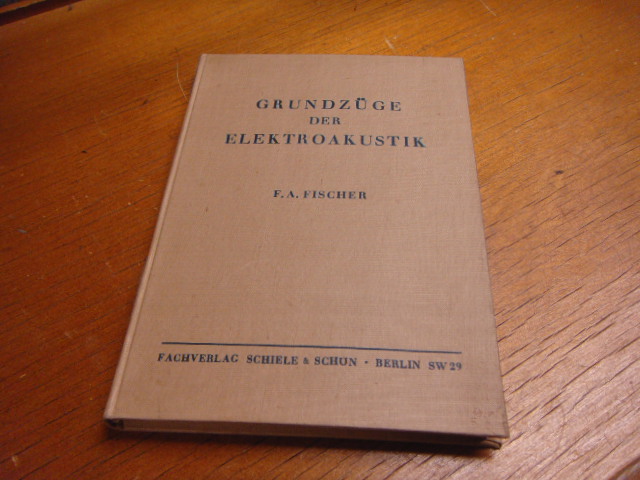 GRUNDZÜGE
DER
ELEKTROAKUSTIK
F. A. FISCHER
FACHVERLAG SCHIELE & SCHÖN · BERLIN SW 29